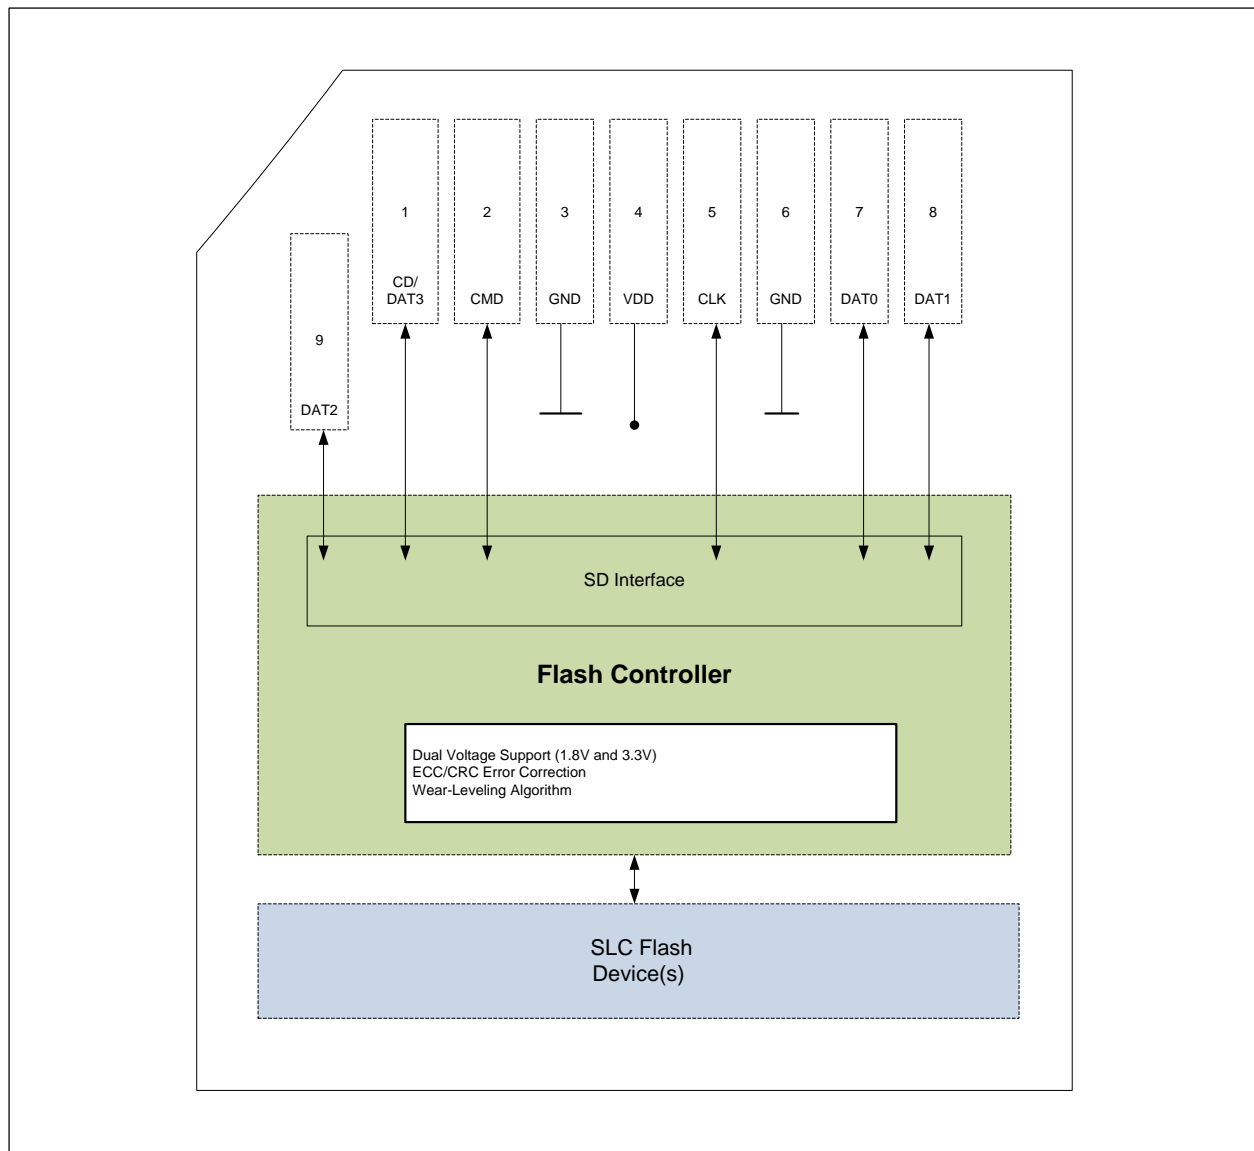 1
2
3
4
5
6
7
8
CD/
DAT3
CMD
GND
VDD
CLK
GND
DAT0
DAT1
9
DAT2
SD Interface
Flash Controller
Dual Voltage Support (1.8V and 3.3V)
ECC/CRC Error Correction
Wear-Leveling Algorithm
SLC Flash
Device(s)